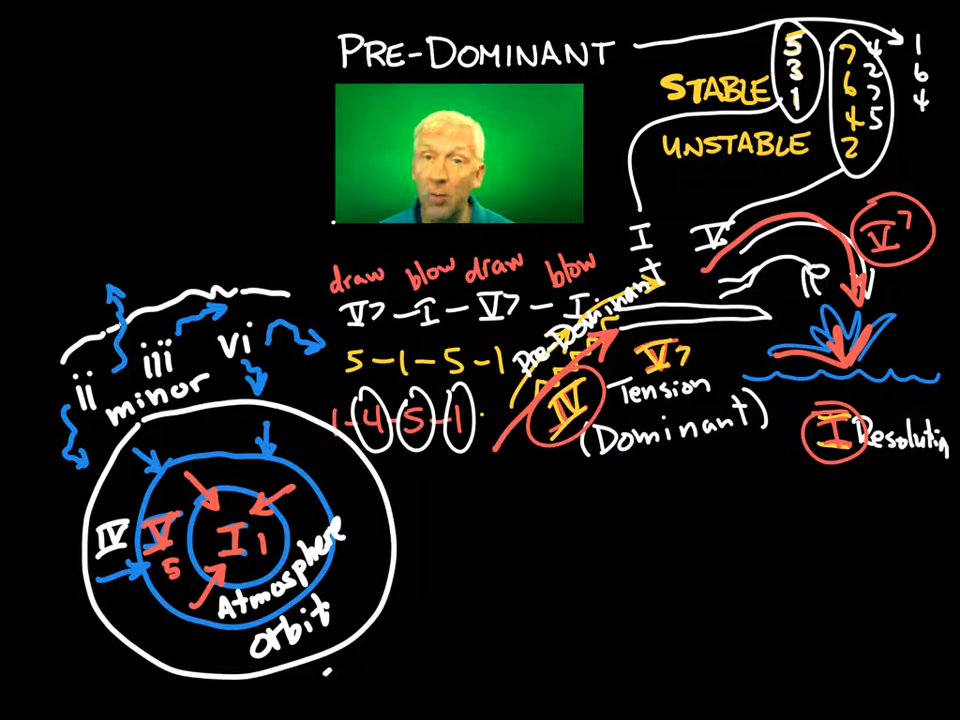 PRE-DOMINANT
5 7 4 1
3 6 2 6
1 4 7 4
2 5
STABLE
UNSTABLE
I V V7
draw blow draw blow
V7 - I - V7 - I
5 - 1 - 5 - 1
1 - 4 - 5 - 1
Pre-Dominant
IV
V7
Tension
(Dominant)
I Resolution
ii iii vi
minor
IV V I 1
5
Atmosphere
orbit